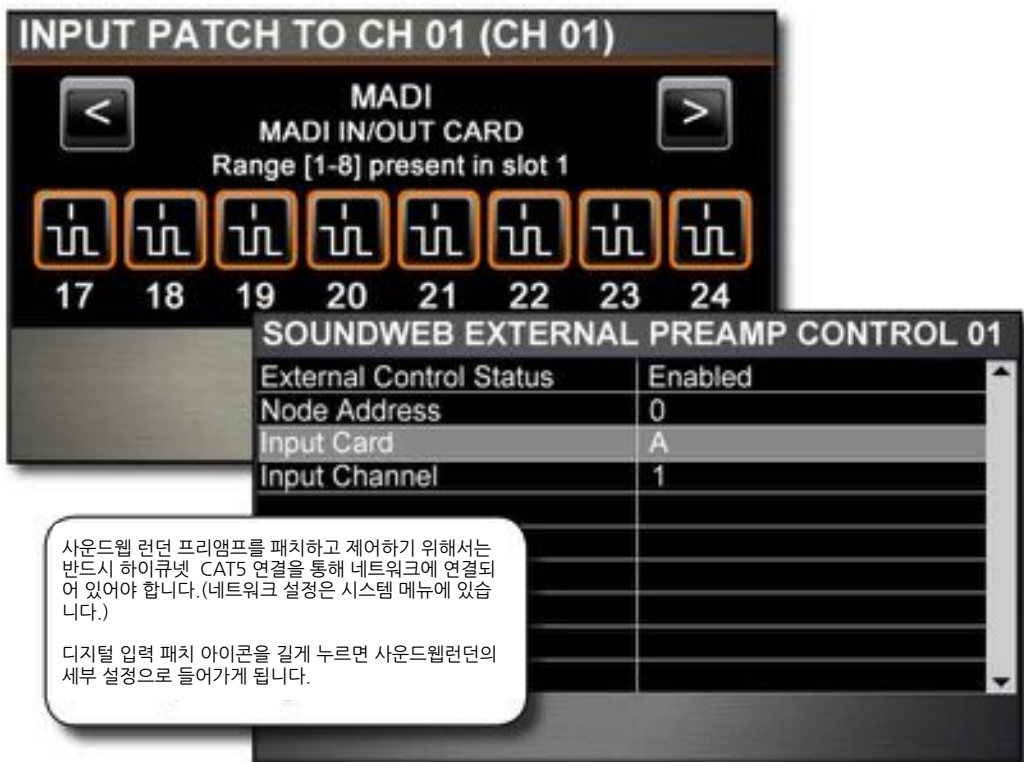 INPUT PATCH TO CH 01 (CH 01)
<
MADI
>
MADI IN/OUT CARD
Range [1-8] present in slot 1
17 18 19 20 21 22 23 24
SOUNDWEB EXTERNAL PREAMP CONTROL 01
External Control Status Enabled
Node Address 0
Input Card A
Input Channel 1
사운드웹 런던 프리앰프를 패치하고 제어하기 위해서는
반드시 하이큐넷 CAT5 연결을 통해 네트워크에 연결되
어 있어야 합니다.(네트워크 설정은 시스템 메뉴에 있습
니다.)
디지털 입력 패치 아이콘을 길게 누르면 사운드웹런던의
세부 설정으로 들어가게 됩니다.